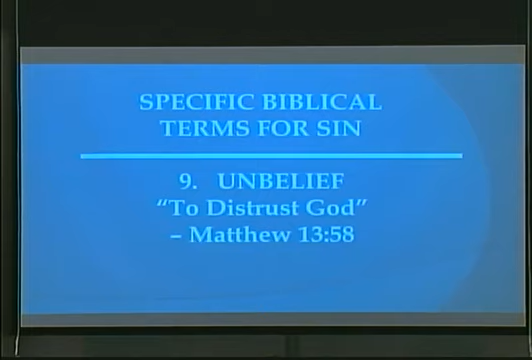 SPECIFIC BIBLICAL
TERMS FOR SIN
9. UNBELIEF
“To Distrust God”
– Matthew 13:58